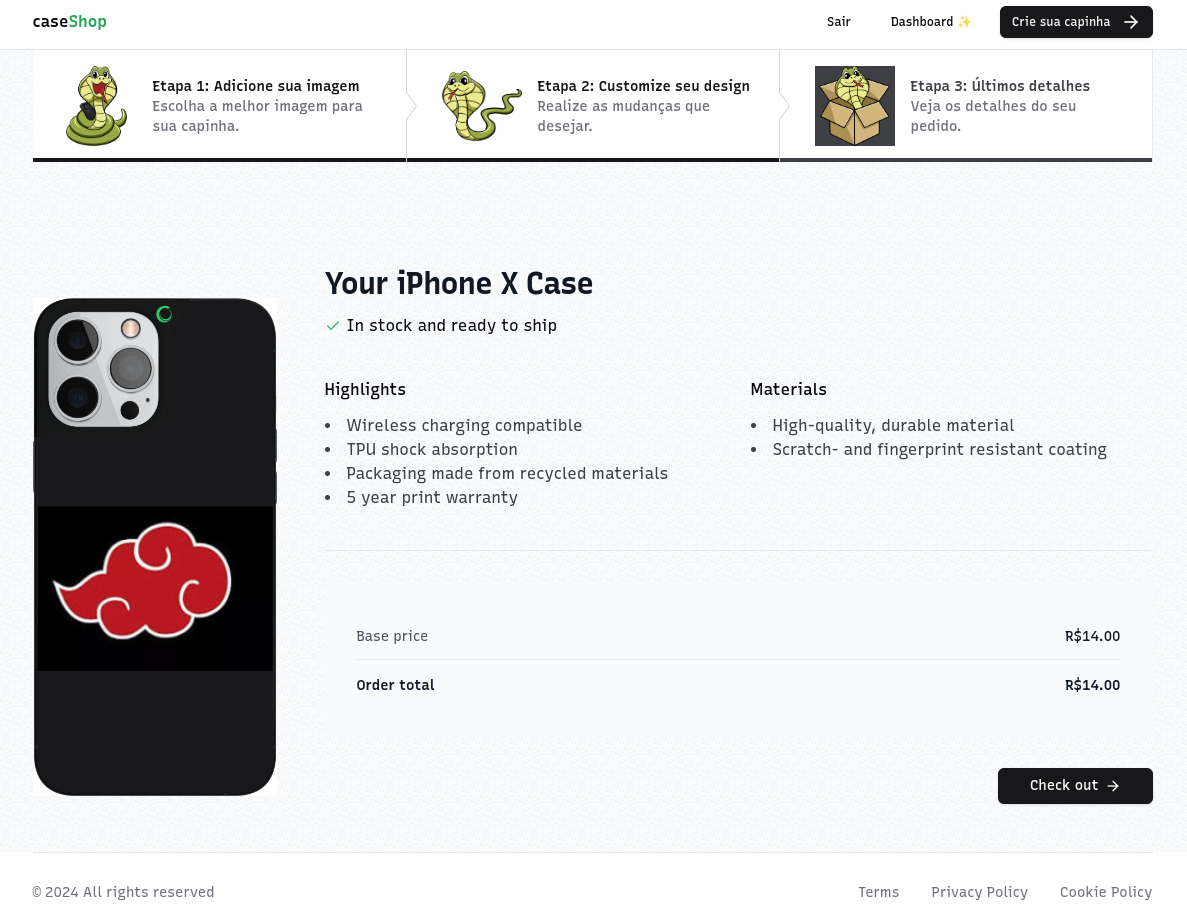 caseShop
Sair
Dashboard ✨
Crie sua capinha
Etapa 1: Adicione sua imagem
Escolha a melhor imagem para
sua capinha.
Etapa 2: Customize seu design
Realize as mudanças que
desejar.
Etapa 3: Últimos detalhes
Veja os detalhes do seu
pedido.
Your iPhone X Case
In stock and ready to ship
Highlights
Wireless charging compatible
TPU shock absorption
Packaging made from recycled materials
5 year print warranty
Materials
High-quality, durable material
Scratch- and fingerprint resistant coating
Base price R$14.00
Order total R$14.00
Check out
© 2024 All rights reserved
Terms
Privacy Policy
Cookie Policy